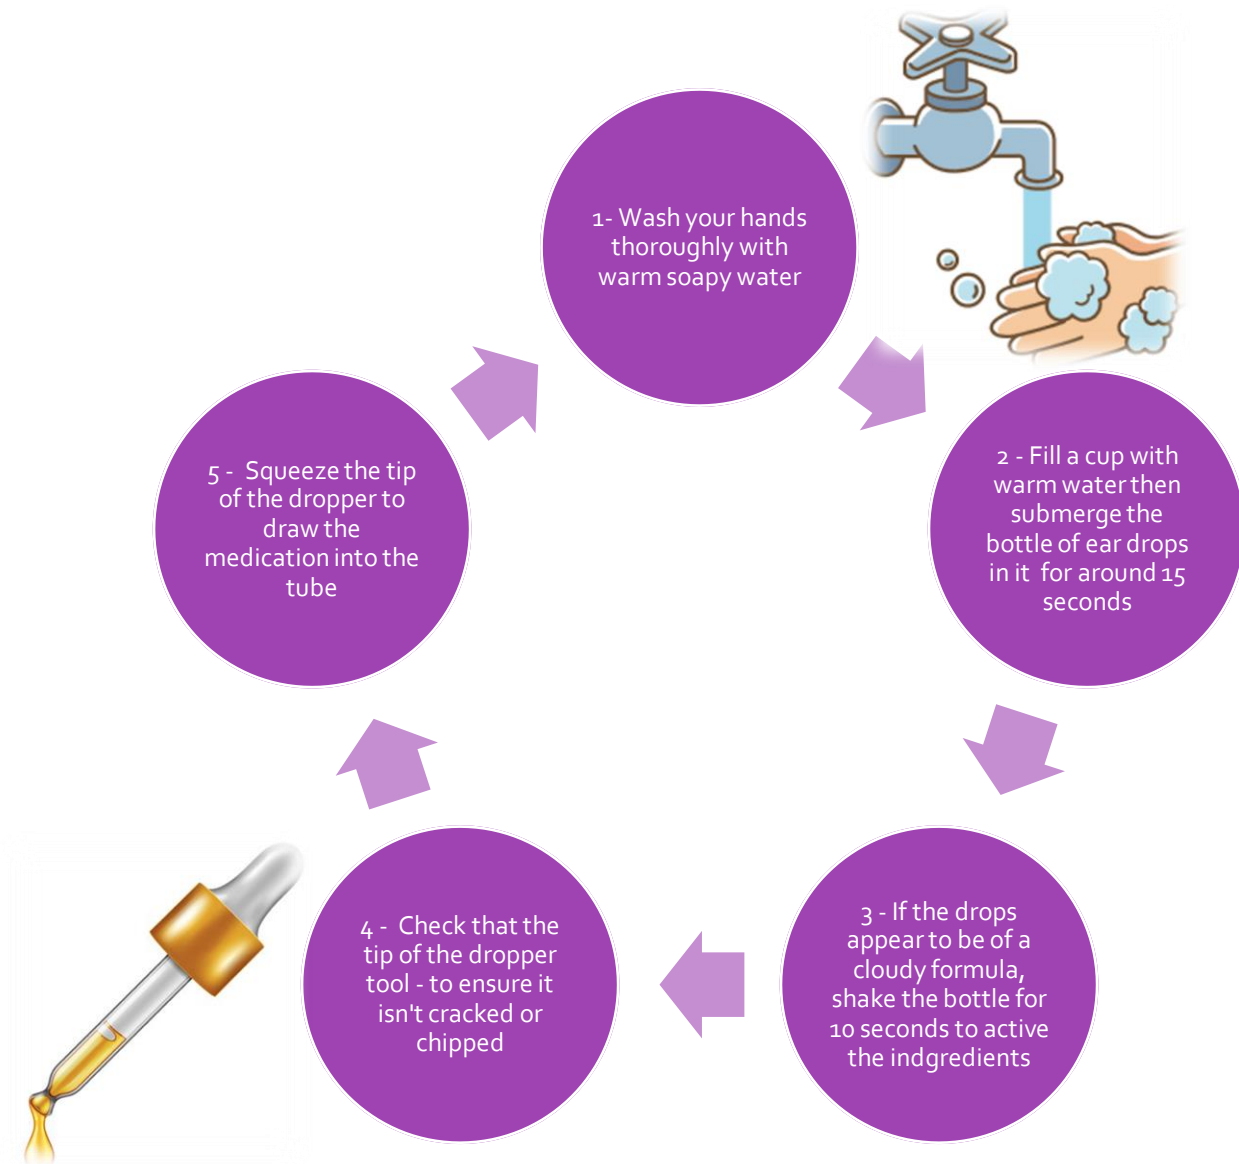 1- Wash your hands
thoroughly with
warm soapy water
2 - Fill a cup with
warm water then
submerge the
bottle of ear drops
in it  for around 15
seconds
3 - If the drops
appear to be of a
cloudy formula,
shake the bottle for
10 seconds to active
the indgredients
4 -  Check that the
tip of the dropper
tool - to ensure it
isn't cracked or
chipped
5 -  Squeeze the tip
of the dropper to
draw the
medication into the
tube